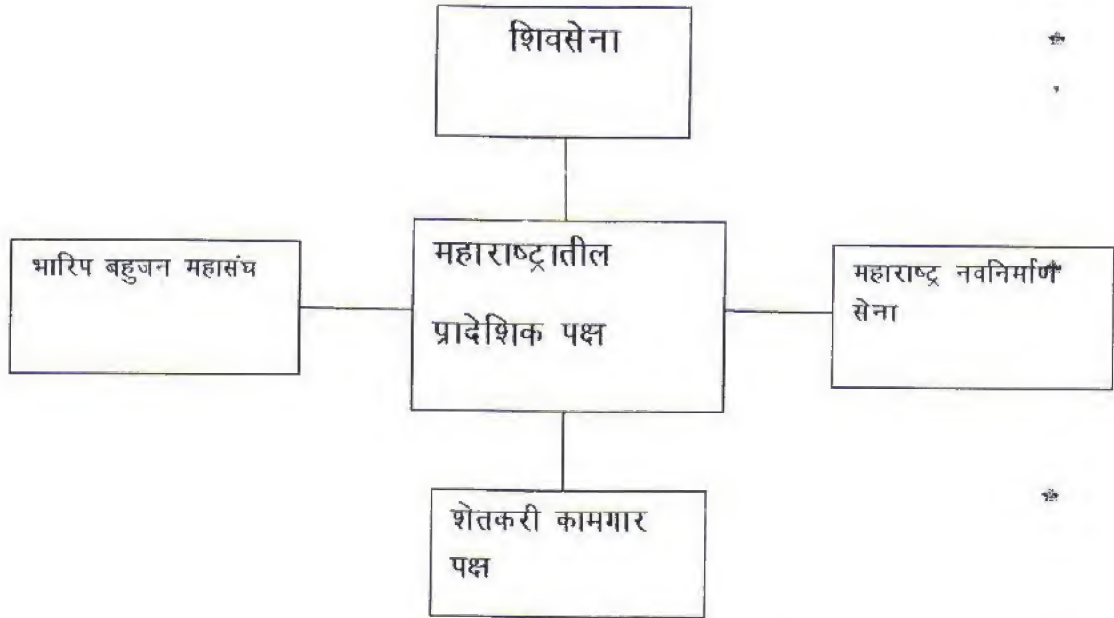 शिवसेना
महाराष्ट्रातील
प्रादेशिक पक्ष
भारिप बहुजन महासंघ
महाराष्ट्र नवनिर्माण
सेना
शेतकरी कामगार
पक्ष